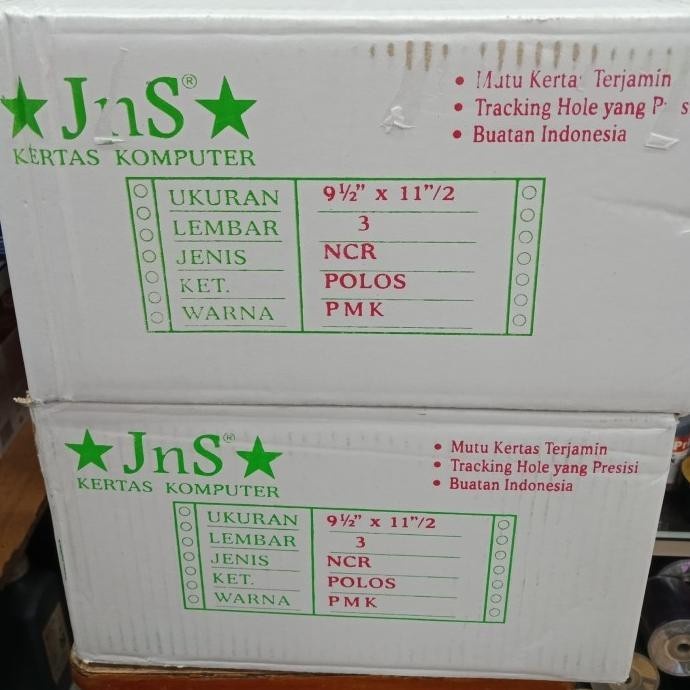 ★ JnS® ★
KERTAS KOMPUTER
• Mutu Kertas Terjamin
• Tracking Hole yang
• Buatan Indonesia
UKURAN 9½" x 11"/2
LEMBAR 3
JENIS NCR
KET. POLOS
WARNA PMK
★ JnS® ★
KERTAS KOMPUTER
• Mutu Kertas Terjamin
• Tracking Hole yang Presisi
• Buatan Indonesia
UKURAN 9½" x 11"/2
LEMBAR 3
JENIS NCR
KET. POLOS
WARNA PMK